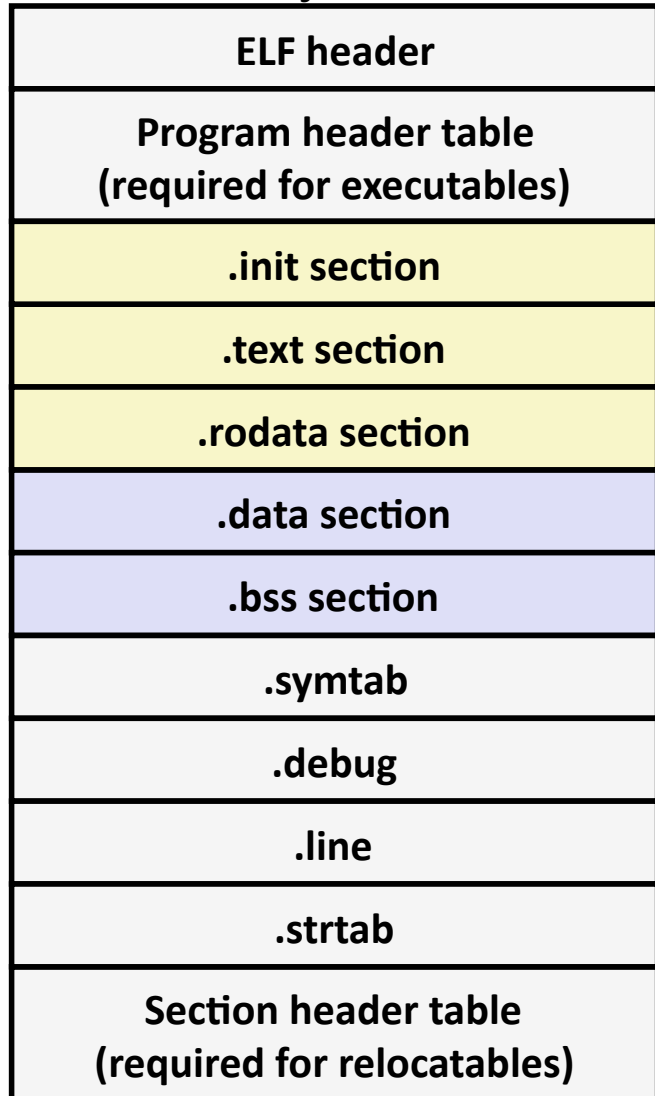 ELF header
Program header table
(required for executables)
.init section
.text section
.rodata section
.data section
.bss section
.symtab
.debug
.line
.strtab
Section header table
(required for relocatables)